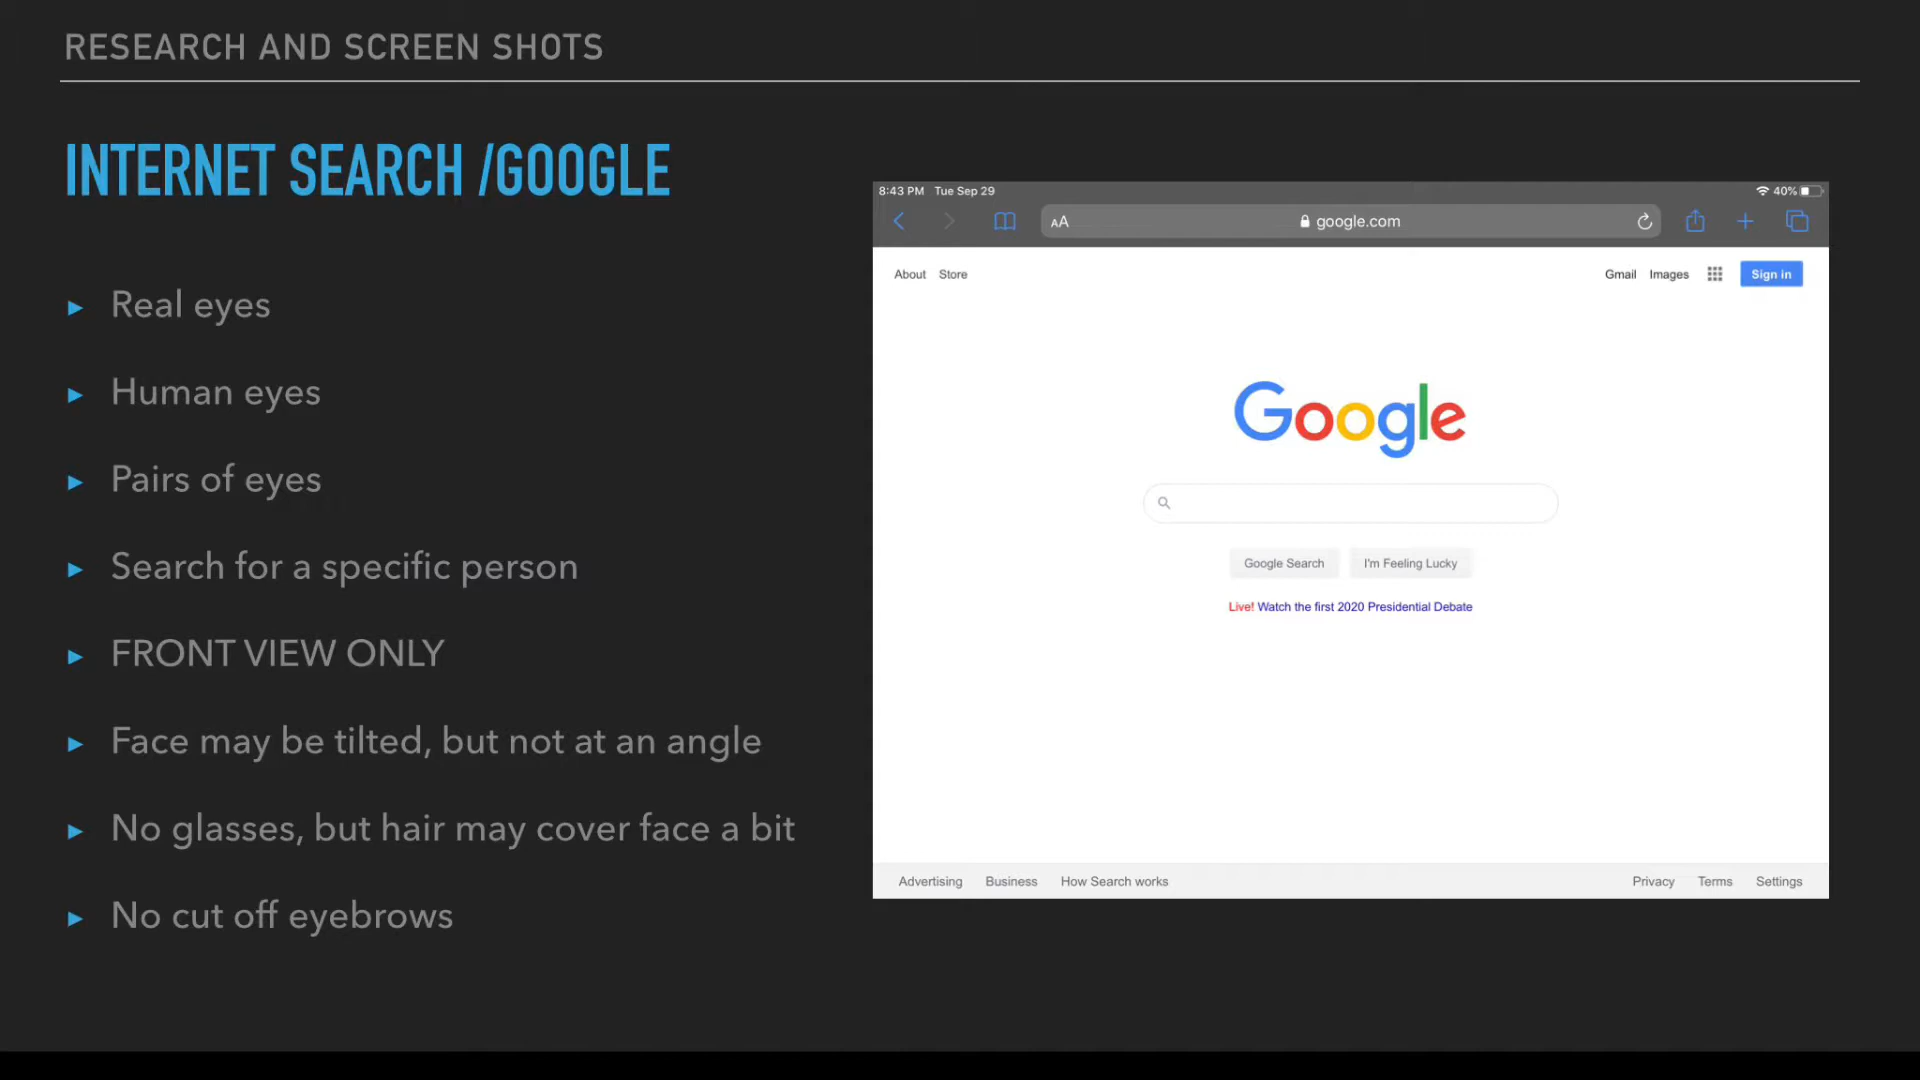 RESEARCH AND SCREEN SHOTS
INTERNET SEARCH /GOOGLE
Real eyes
Human eyes
Pairs of eyes
Search for a specific person
FRONT VIEW ONLY
Face may be tilted, but not at an angle
No glasses, but hair may cover face a bit
No cut off eyebrows
8:43 PM Tue Sep 29 40%
AA google.com
About Store Gmail Images Sign in
Google
Google Search I'm Feeling Lucky
Live! Watch the first 2020 Presidential Debate
Advertising Business How Search works Privacy Terms Settings